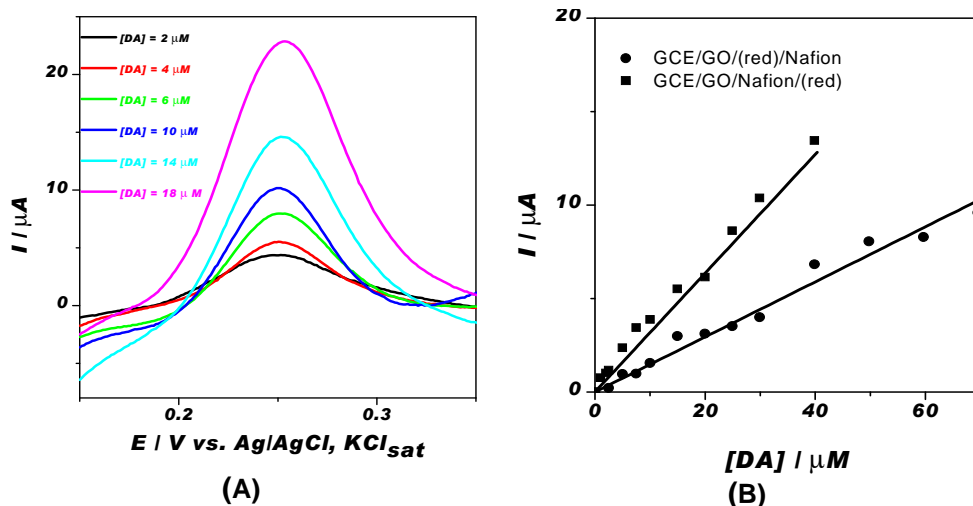 20
10
0
I / µA
[DA] = 2 µM
[DA] = 4 µM
[DA] = 6 µM
[DA] = 10 µM
[DA] = 14 µM
[DA] = 18 µ M
0.2
0.3
E / V vs. Ag/AgCl, KCl_sat
(A)
20
10
0
I / µA
GCE/GO/(red)/Nafion
GCE/GO/Nafion/(red)
0
20
40
60
[DA] / µM
(B)